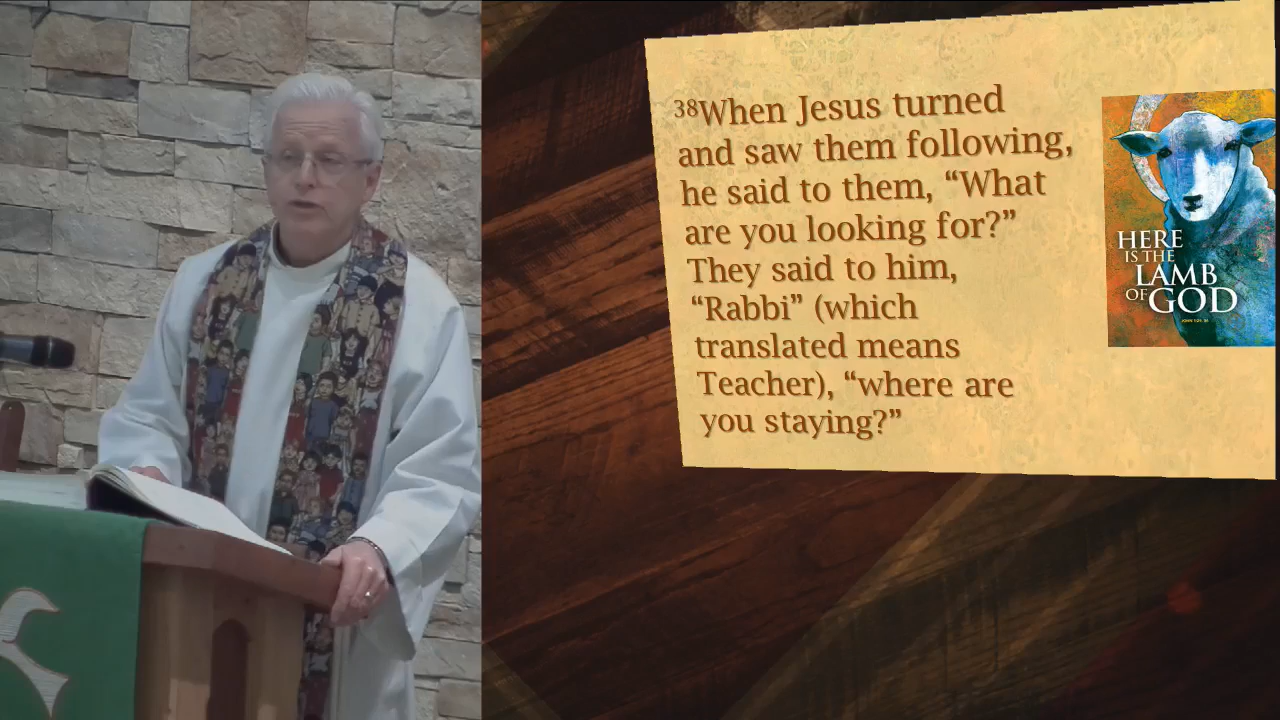 ³⁸When Jesus turned
and saw them following,
he said to them, “What
are you looking for?”
They said to him,
“Rabbi” (which
translated means
Teacher), “where are
you staying?”
HERE
IS THE
LAMB
OF GOD